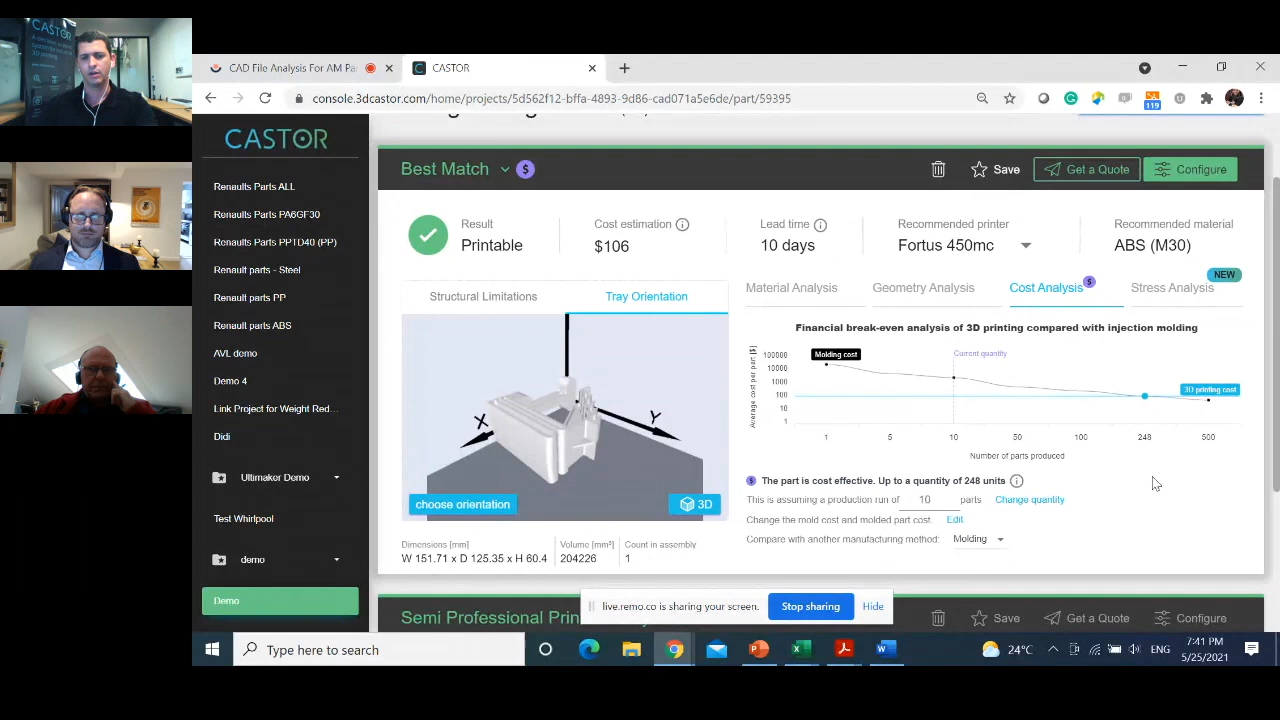 CASTOR
CAD File Analysis For AM Pa
CASTOR
console.3dcastor.com/home/projects/5d562f12-bffa-4893-9d86-cad071a5e6de/part/59395
119
CASTOR
Renaults Parts ALL
Renaults Parts PA6GF30
Renaults Parts PPTD40 (PP)
Renault parts - Steel
Renault parts PP
Renault parts ABS
AVL demo
Demo 4
Link Project for Weight Red...
Didi
Ultimaker Demo
Test Whirlpool
demo
Demo
Best Match
$
Save
Get a Quote
Configure
Result
Printable
Cost estimation
$106
Lead time
10 days
Recommended printer
Fortus 450mc
Recommended material
ABS (M30)
Structural Limitations
Tray Orientation
X
Y
choose orientation
3D
Dimensions [mm]
W 151.71 x D 125.35 x H 60.4
Volume [mm³]
204226
Count in assembly
1
Material Analysis
Geometry Analysis
Cost Analysis $
Stress Analysis
NEW
Financial break-even analysis of 3D printing compared with injection molding
Average cost per part [$]
100000
10000
1000
100
10
1
Molding cost
Current quantity
3D printing cost
1 5 10 50 100 248 500
Number of parts produced
$ The part is cost effective. Up to a quantity of 248 units
This is assuming a production run of 10 parts Change quantity
Change the mold cost and molded part cost. Edit
Compare with another manufacturing method: Molding
Semi Professional Prin
Save
Get a Quote
Configure
live.remo.co is sharing your screen.
Stop sharing
Hide
Type here to search
24°C
ENG
7:41 PM
5/25/2021